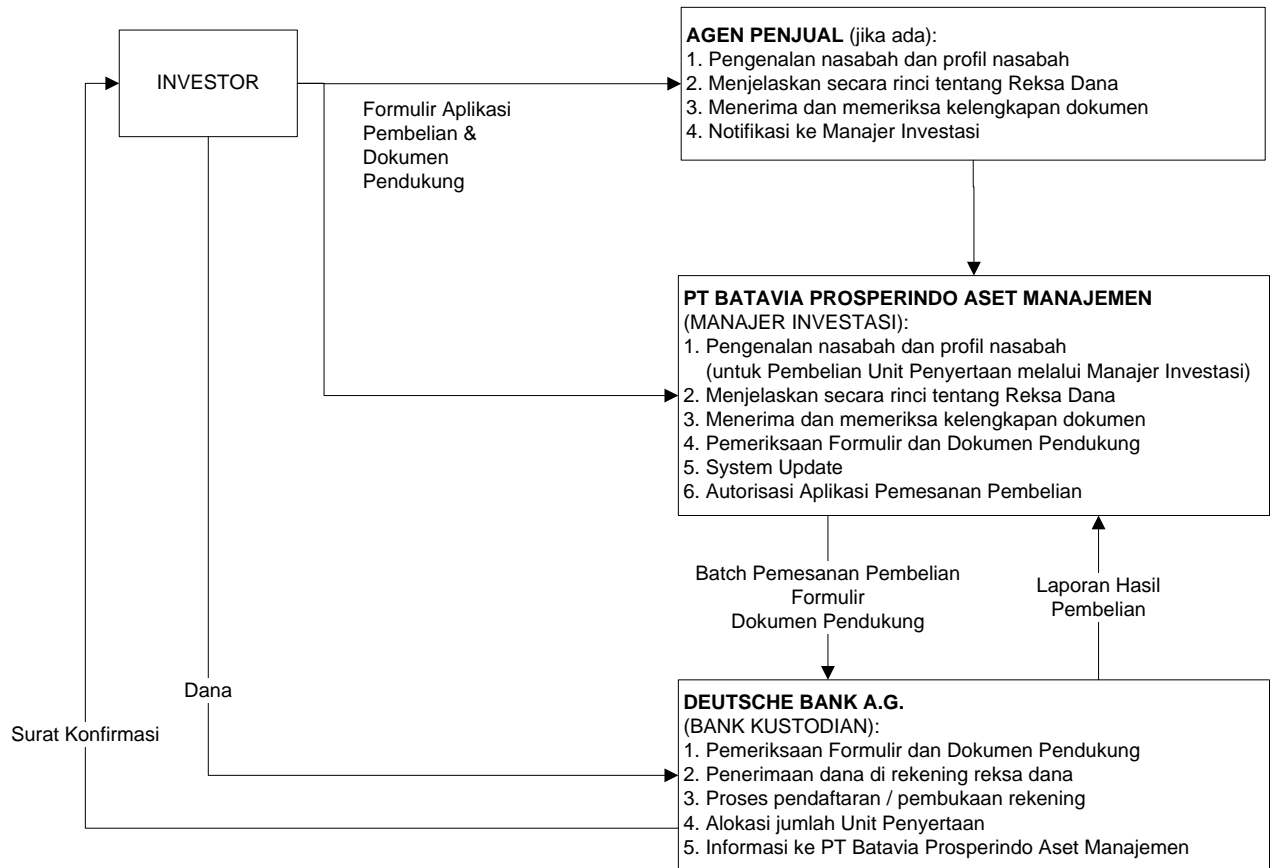 INVESTOR
Formulir Aplikasi
Pembelian &
Dokumen
Pendukung
AGEN PENJUAL (jika ada):
1. Pengenalan nasabah dan profil nasabah
2. Menjelaskan secara rinci tentang Reksa Dana
3. Menerima dan memeriksa kelengkapan dokumen
4. Notifikasi ke Manajer Investasi
PT BATAVIA PROSPERINDO ASET MANAJEMEN
(MANAJER INVESTASI):
1. Pengenalan nasabah dan profil nasabah
(untuk Pembelian Unit Penyertaan melalui Manajer Investasi)
2. Menjelaskan secara rinci tentang Reksa Dana
3. Menerima dan memeriksa kelengkapan dokumen
4. Pemeriksaan Formulir dan Dokumen Pendukung
5. System Update
6. Autorisasi Aplikasi Pemesanan Pembelian
Batch Pemesanan Pembelian
Formulir
Dokumen Pendukung
Laporan Hasil
Pembelian
Dana
Surat Konfirmasi
DEUTSCHE BANK A.G.
(BANK KUSTODIAN):
1. Pemeriksaan Formulir dan Dokumen Pendukung
2. Penerimaan dana di rekening reksa dana
3. Proses pendaftaran / pembukaan rekening
4. Alokasi jumlah Unit Penyertaan
5. Informasi ke PT Batavia Prosperindo Aset Manajemen